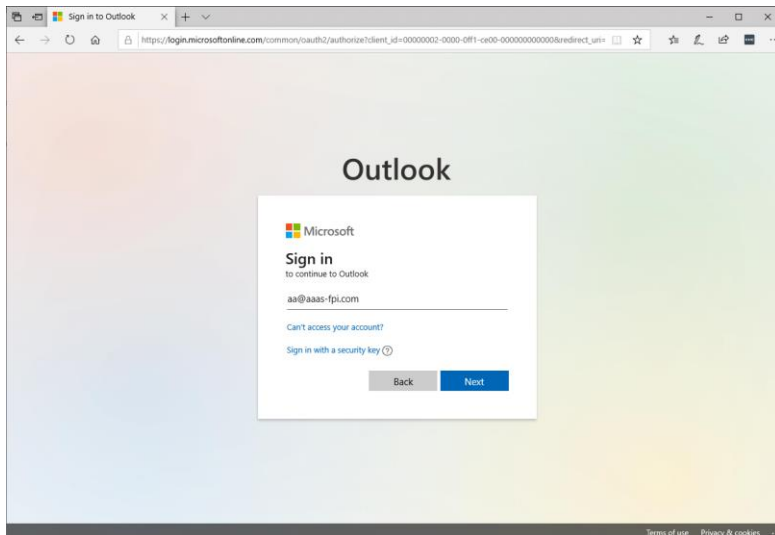 Sign in to Outlook
https://login.microsoftonline.com/common/oauth2/authorize?client_id=00000002-0000-0ff1-ce00-000000000000&redirect_uri=
Outlook
Microsoft
Sign in
to continue to Outlook
aa@aaas-fpi.com
Can't access your account?
Sign in with a security key
Back Next
Terms of use Privacy & cookies